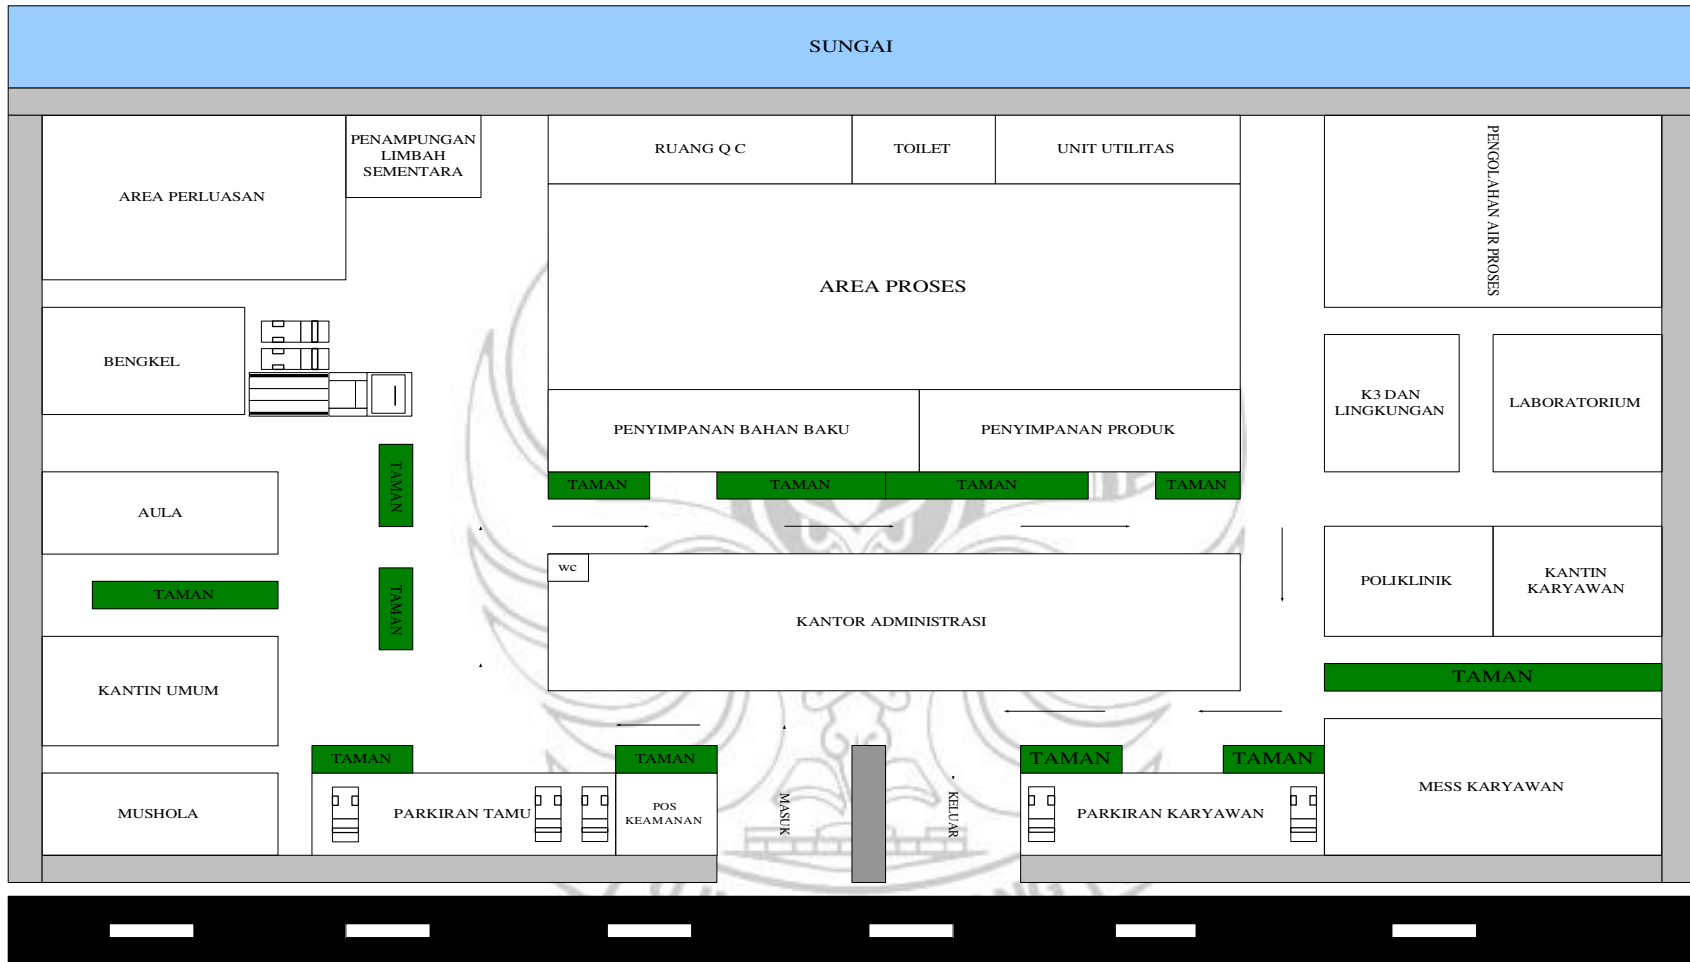 SUNGAI
PENAMPUNGAN
LIMBAH
SEMENTARA
AREA PERLUASAN
RUANG Q C
TOILET
UNIT UTILITAS
PENGOLAHAN AIR PROSES
AREA PROSES
BENGKEL
K3 DAN
LINGKUNGAN
LABORATORIUM
PENYIMPANAN BAHAN BAKU
PENYIMPANAN PRODUK
TAMAN
TAMAN
TAMAN
TAMAN
TAMAN
AULA
wc
POLIKLINIK
KANTIN
KARYAWAN
TAMAN
TAMAN
KANTOR ADMINISTRASI
KANTIN UMUM
TAMAN
TAMAN
TAMAN
TAMAN
TAMAN
MESS KARYAWAN
MUSHOLA
PARKIRAN TAMU
POS
KEAMANAN
MASUK
KELUAR
PARKIRAN KARYAWAN